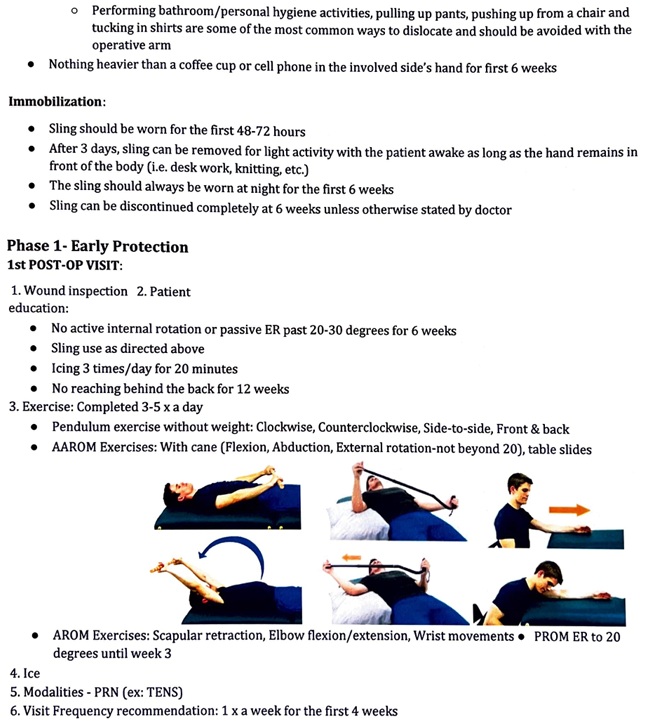 ○ Performing bathroom/personal hygiene activities, pulling up pants, pushing up from a chair and
tucking in shirts are some of the most common ways to dislocate and should be avoided with the
operative arm
● Nothing heavier than a coffee cup or cell phone in the involved side's hand for first 6 weeks
Immobilization:
● Sling should be worn for the first 48-72 hours
● After 3 days, sling can be removed for light activity with the patient awake as long as the hand remains in
front of the body (i.e. desk work, knitting, etc.)
● The sling should always be worn at night for the first 6 weeks
● Sling can be discontinued completely at 6 weeks unless otherwise stated by doctor
Phase 1- Early Protection
1st POST-OP VISIT:
1. Wound inspection 2. Patient
education:
● No active internal rotation or passive ER past 20-30 degrees for 6 weeks
● Sling use as directed above
● Icing 3 times/day for 20 minutes
● No reaching behind the back for 12 weeks
3. Exercise: Completed 3-5 x a day
● Pendulum exercise without weight: Clockwise, Counterclockwise, Side-to-side, Front & back
● AAROM Exercises: With cane (Flexion, Abduction, External rotation-not beyond 20), table slides
● AROM Exercises: Scapular retraction, Elbow flexion/extension, Wrist movements ● PROM ER to 20
degrees until week 3
4. Ice
5. Modalities - PRN (ex: TENS)
6. Visit Frequency recommendation: 1 x a week for the first 4 weeks